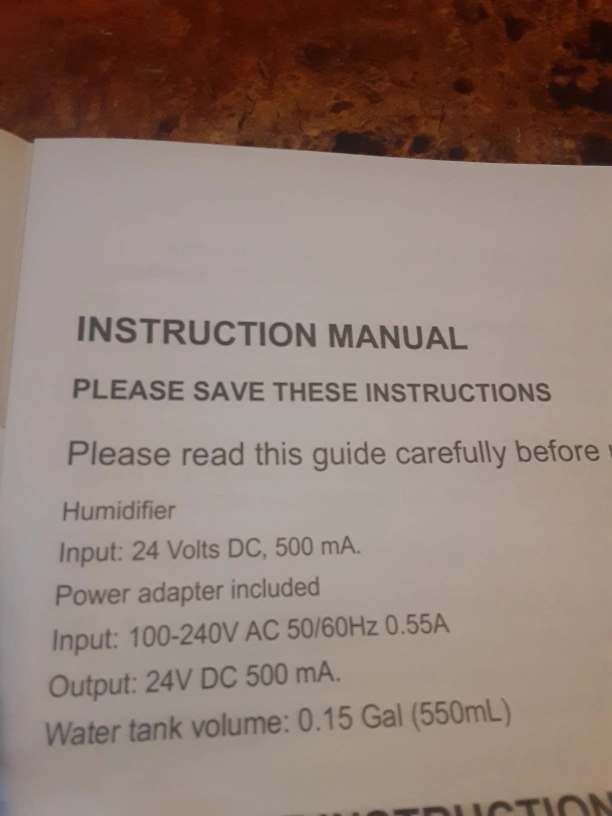 INSTRUCTION MANUAL
PLEASE SAVE THESE INSTRUCTIONS
Please read this guide carefully before
Humidifier
Input: 24 Volts DC, 500 mA.
Power adapter included
Input: 100-240V AC 50/60Hz 0.55A
Output: 24V DC 500 mA.
Water tank volume: 0.15 Gal (550mL)
INSTRUCTION